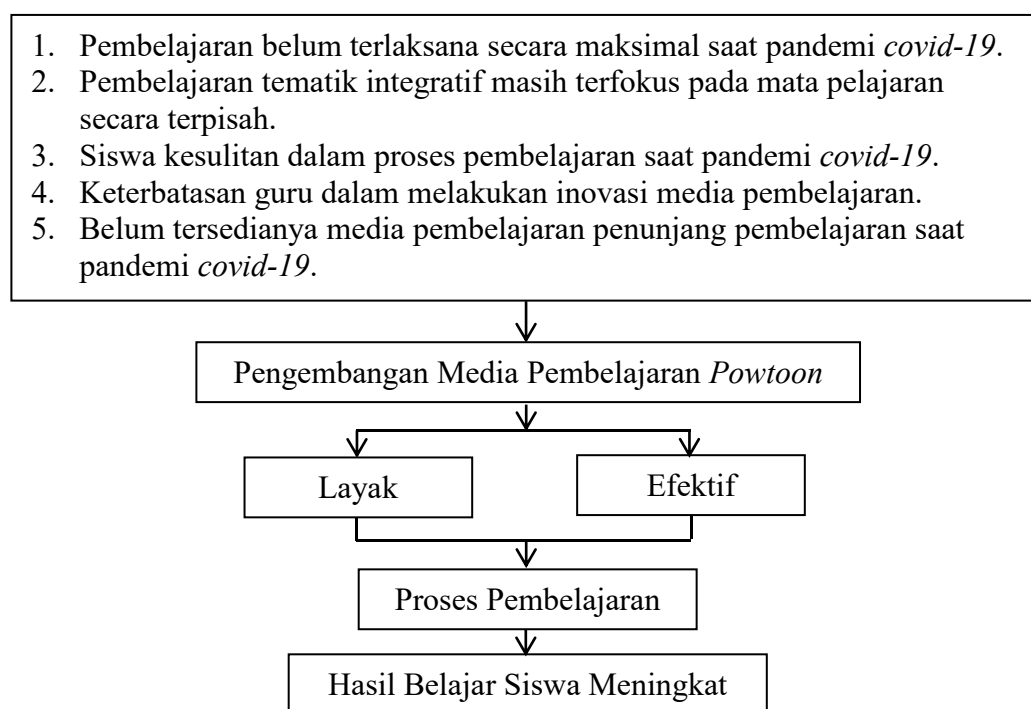 1. Pembelajaran belum terlaksana secara maksimal saat pandemi covid-19.
2. Pembelajaran tematik integratif masih terfokus pada mata pelajaran
secara terpisah.
3. Siswa kesulitan dalam proses pembelajaran saat pandemi covid-19.
4. Keterbatasan guru dalam melakukan inovasi media pembelajaran.
5. Belum tersedianya media pembelajaran penunjang pembelajaran saat
pandemi covid-19.
Pengembangan Media Pembelajaran Powtoon
Layak
Efektif
Proses Pembelajaran
Hasil Belajar Siswa Meningkat